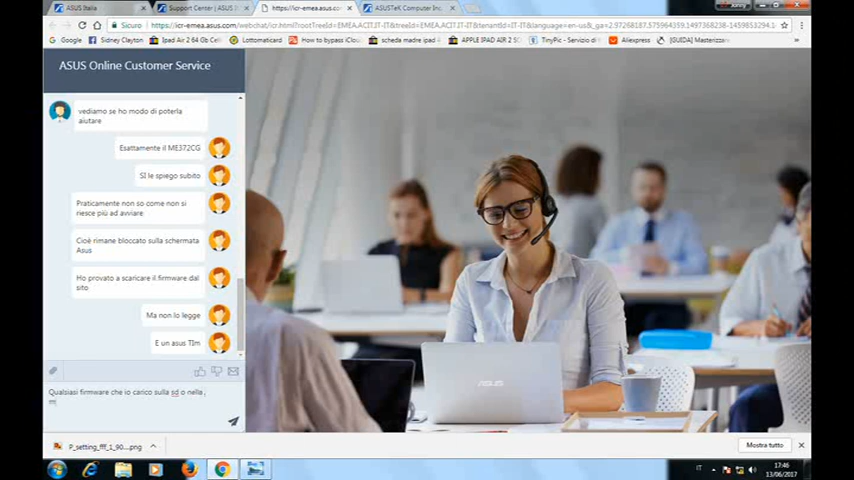 ASUS Italia
Support Center | ASUS
https://icr-emea.asus.co
ASUSTeK Computer Inc.
Sicuro
https://icr-emea.asus.com/webchat/icr.html?rootTreeId=EMEA.ACIT.IT-IT&treeId=EMEA.ACIT.IT-IT&tenantId=IT-IT&language=en-us&_ga=2.97268187.575964359.1497368238-1459853294.1
Google
Sidney Clayton
Ipad Air 2 64 Gb Cell
Lottomaticard
How to bypass iClou
scheda madre ipad A
APPLE IPAD AIR 2 SC
TinyPic - Servizio di H
Aliexpress
[GUIDA] Masterizzare
ASUS Online Customer Service
vediamo se ho modo di poterla
aiutare
Esattamente il ME372CG
SI le spiego subito
Praticamente non so come non si
riesce più ad avviare
Cioè rimane bloccato sulla schermata
Asus
Ho provato a scaricare il firmware dal
sito
Ma non lo legge
E un asus TIm
Qualsiasi firmware che io carico sulla sd o nella ,
m
ASUS
P_setting_fff_1_90....png
Mostra tutto
IT
17:46
13/06/2017